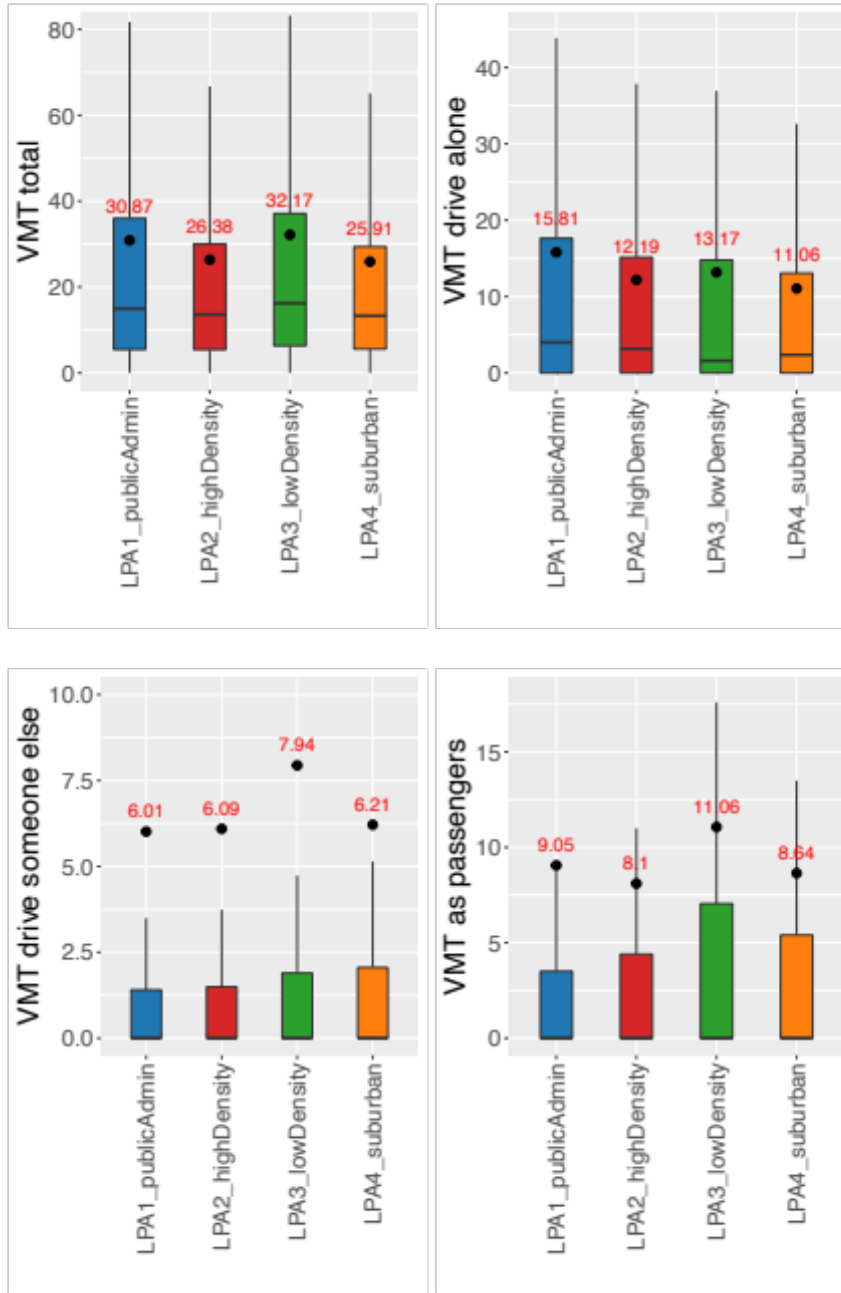 VMT total
80
60
40
20
0
30.87
26.38
32.17
25.91
LPA1_publicAdmin
LPA2_highDensity
LPA3_lowDensity
LPA4_suburban
VMT drive alone
40
30
20
10
0
15.81
12.19
13.17
11.06
LPA1_publicAdmin
LPA2_highDensity
LPA3_lowDensity
LPA4_suburban
VMT drive someone else
10.0
7.5
5.0
2.5
0.0
6.01
6.09
7.94
6.21
LPA1_publicAdmin
LPA2_highDensity
LPA3_lowDensity
LPA4_suburban
VMT as passengers
15
10
5
0
9.05
8.1
11.06
8.64
LPA1_publicAdmin
LPA2_highDensity
LPA3_lowDensity
LPA4_suburban